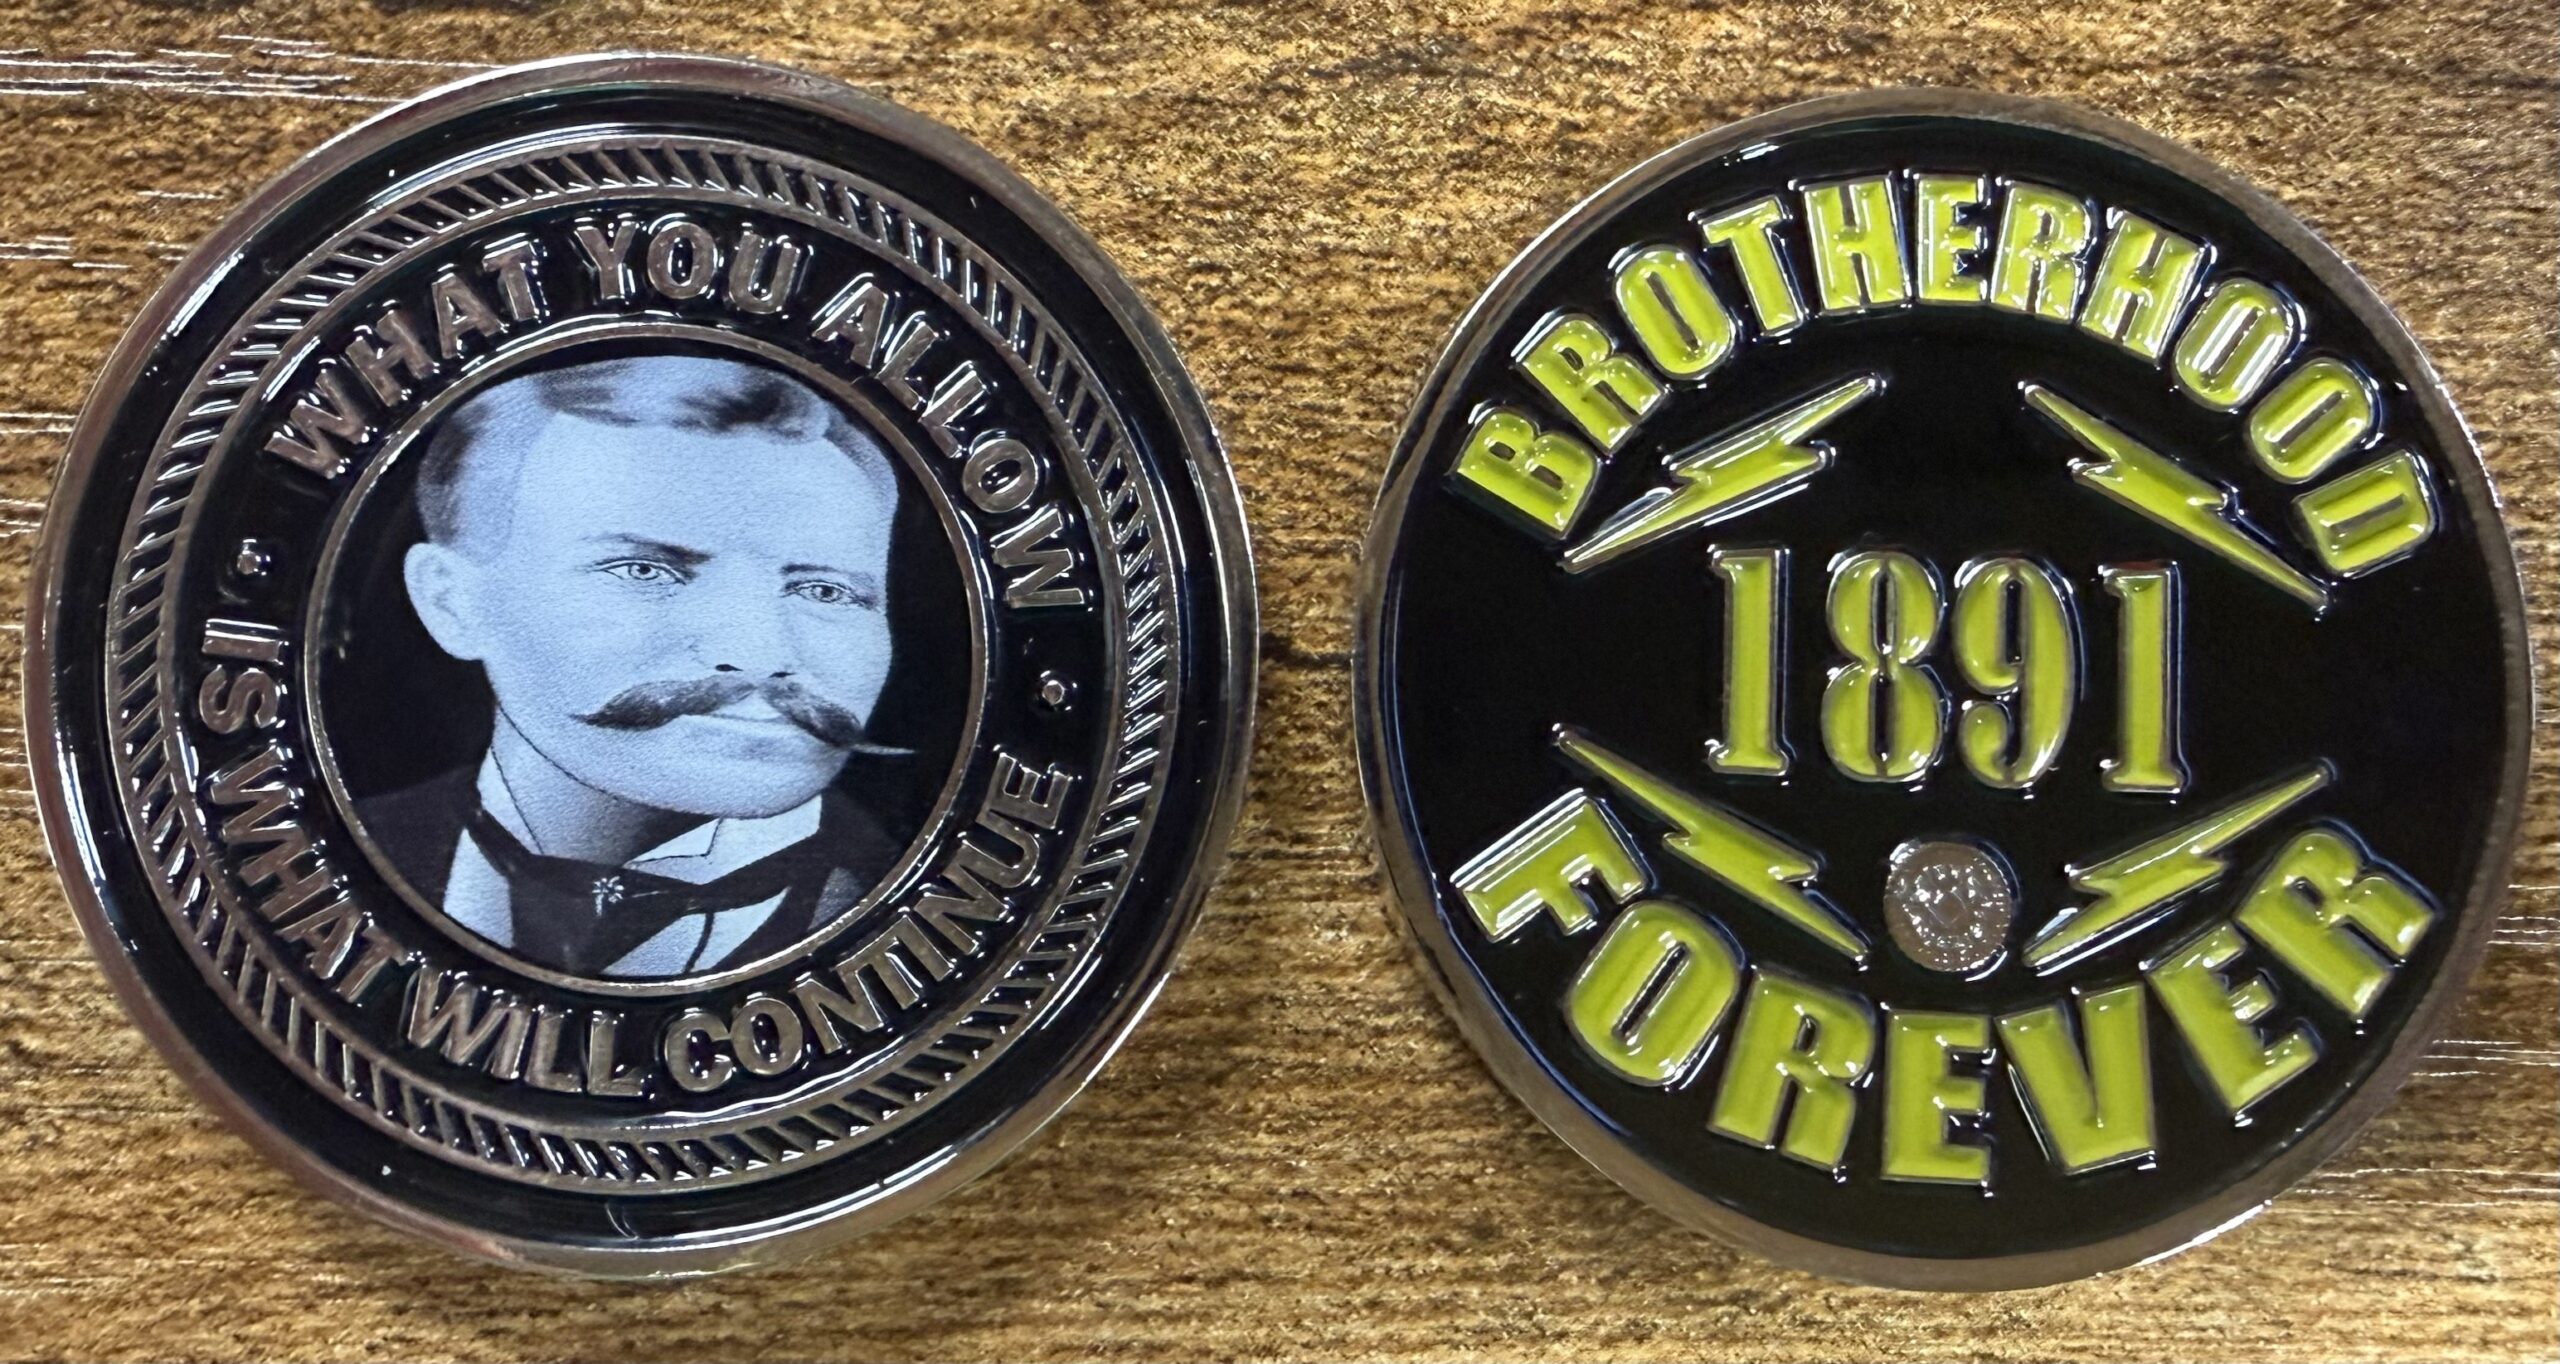 WHAT YOU ALLOW
IS WHAT WILL CONTINUE
BROTHERHOOD
1891
FOREVER